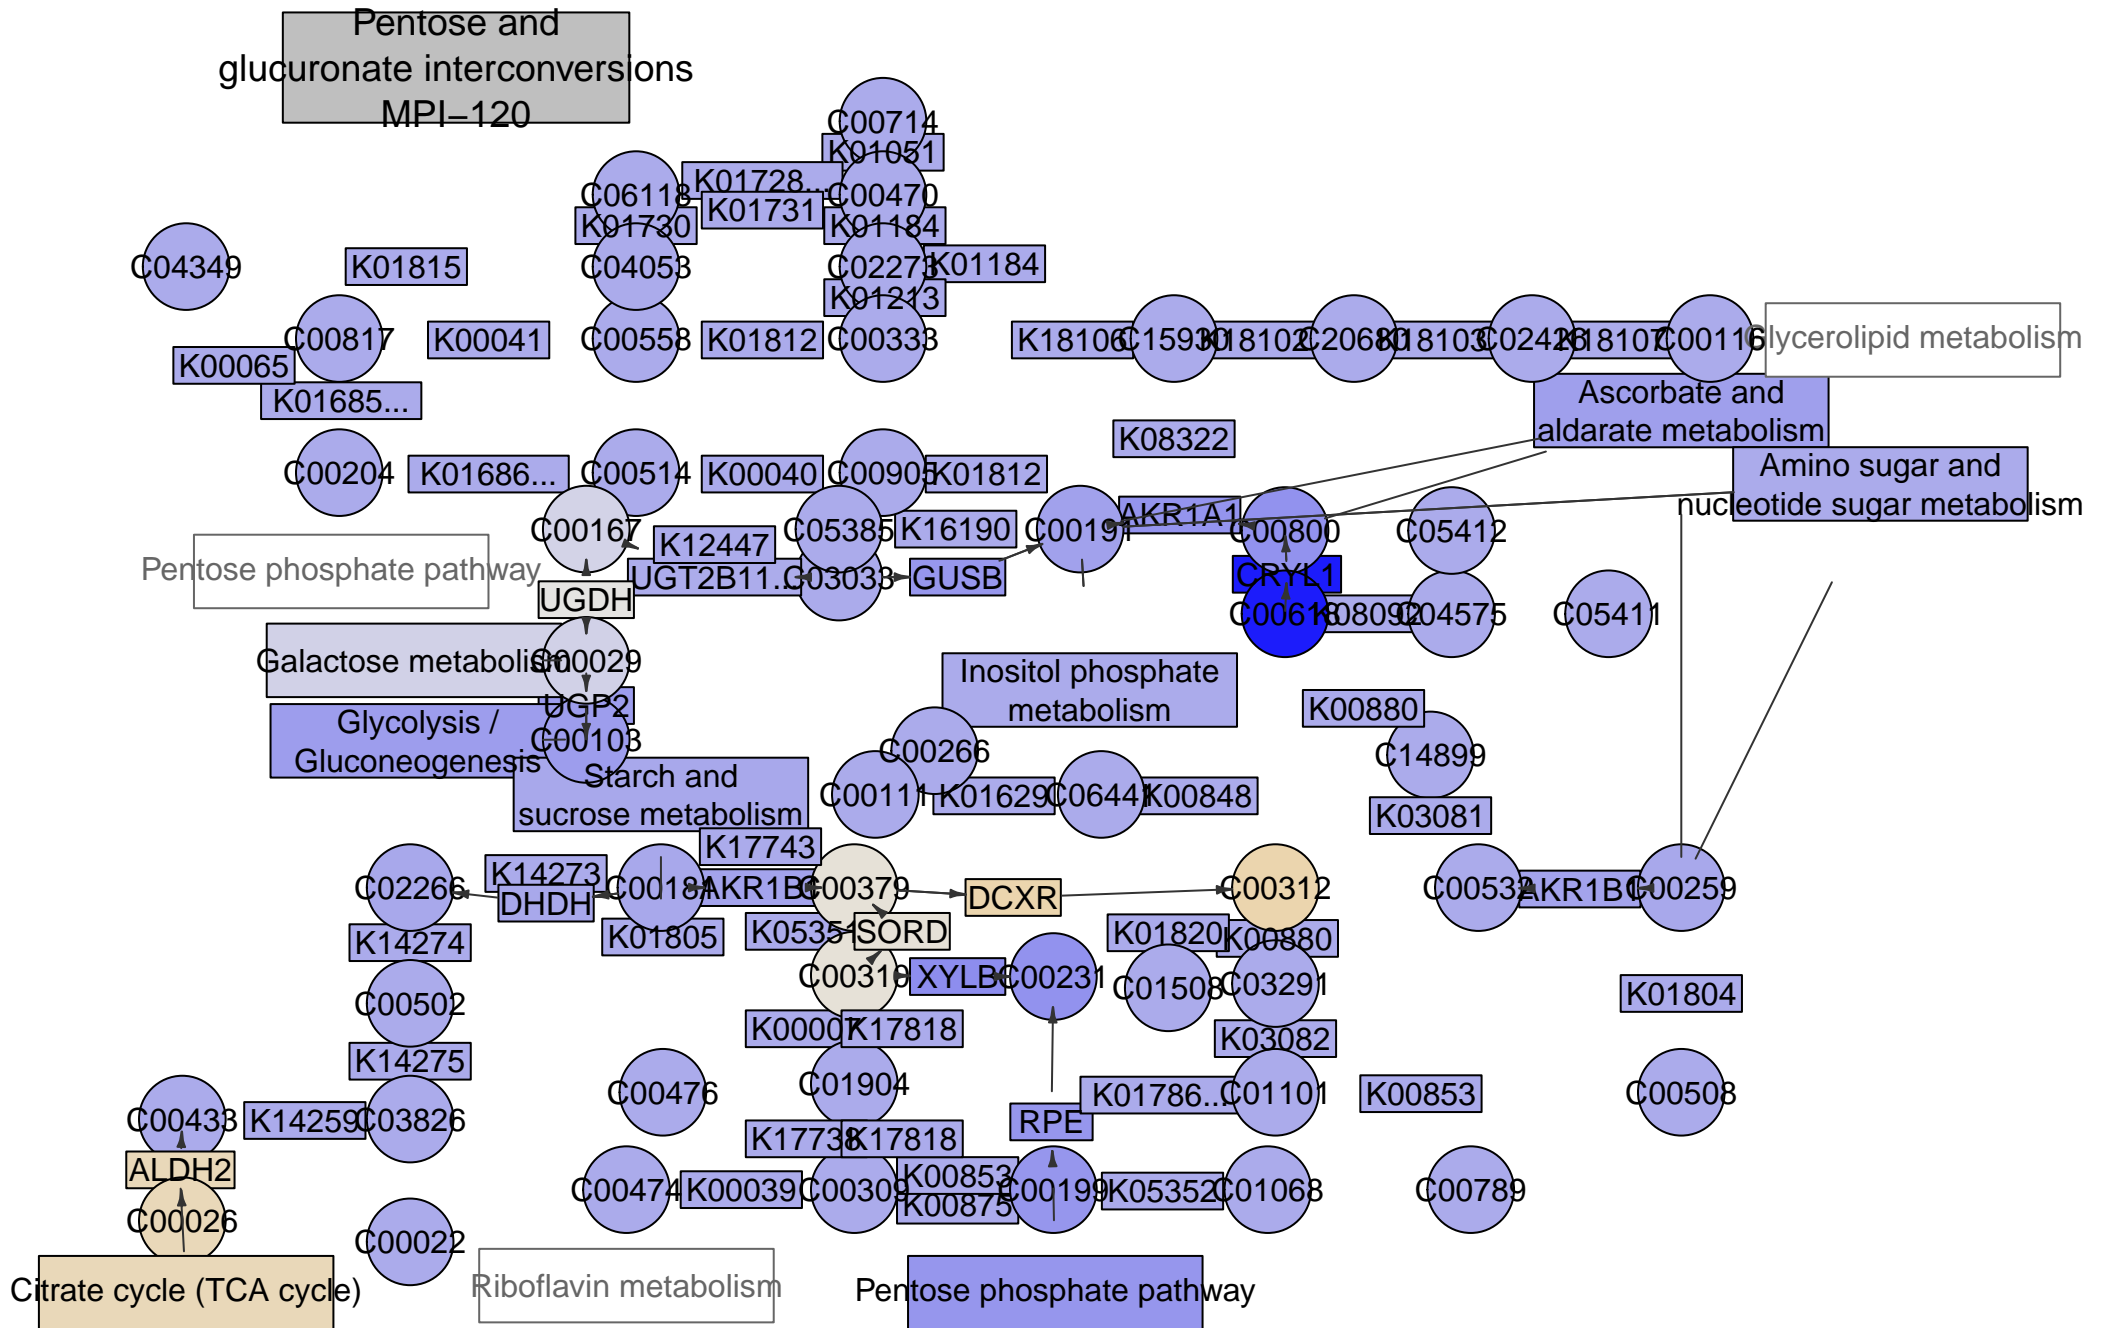 Pentose and
glucuronate interconversions
MPI−120
C00714
K01051
C06118
K01728...
C00470
K01731
K01730
K01184
C04349
K01815
C04053
C02273
K01184
K01213
C00817
K00041
C00558
K01812
C00333
K18106
C15930
K18102
C20680
K18103
C02426
K18107
C00116
Glycerolipid metabolism
K00065
K01685...
Ascorbate and
aldarate metabolism
K08322
C00204
K01686...
C00514
K00040
C00905
K01812
Amino sugar and
nucleotide sugar metabolism
C00167
K12447
C05385
K16190
C00191
AKR1A1
C00800
C05412
Pentose phosphate pathway
UGT2B11...
C03033
GUSB
CRYL1
UGDH
C00618
K08092
C04575
C05411
Galactose metabolism
C00029
Inositol phosphate
metabolism
UGP2
K00880
Glycolysis /
Gluconeogenesis
C00103
C00266
C14899
Starch and
sucrose metabolism
C00111
K01629
C06441
K00848
K03081
K17743
C02266
K14273
DHDH
C00181
AKR1B1
C00379
DCXR
C00312
C00532
AKR1B1
C00259
K14274
K01805
K05351
SORD
K01820
K00880
C00310
XYLB
C00231
C01508
C03291
K01804
C00502
K00007
K17818
K03082
K14275
C00476
C01904
K01786...
C01101
K00853
C00508
C00433
K14259
C03826
RPE
K17738
K17818
ALDH2
K00853
C00474
K00039
C00309
C00199
K05352
C01068
C00789
K00875
C00026
C00022
Citrate cycle (TCA cycle)
Riboflavin metabolism
Pentose phosphate pathway